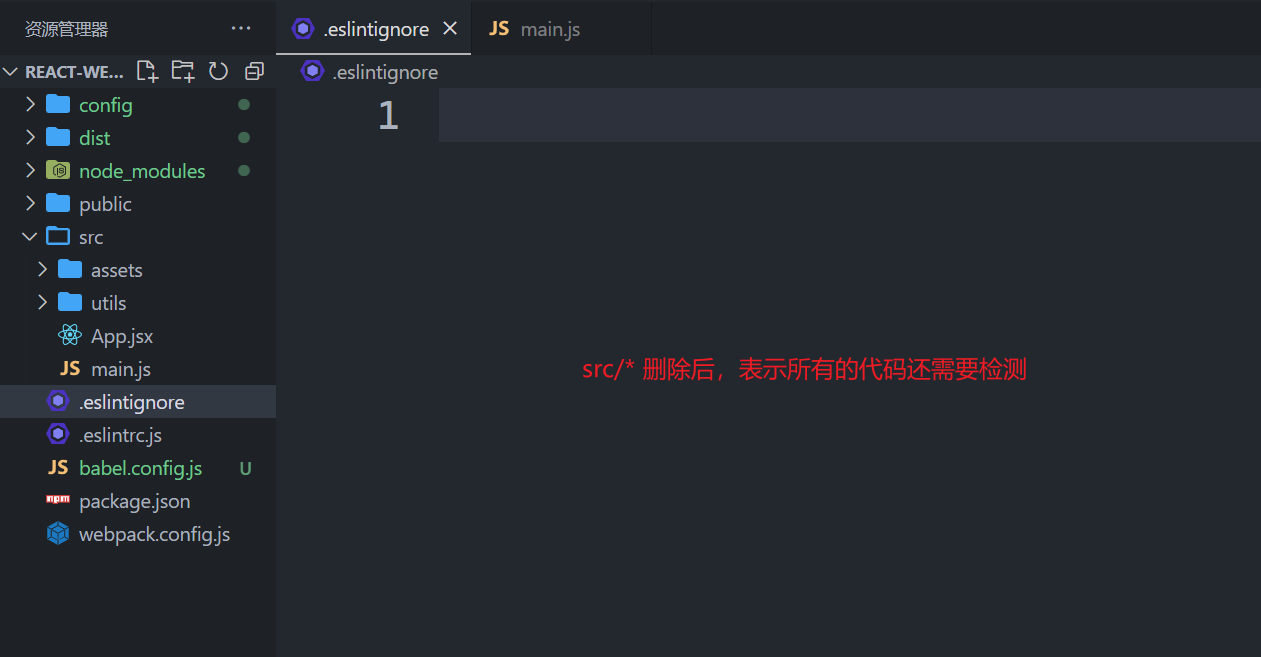 资源管理器 ···
.eslintignore
JS main.js
REACT-WE...
.eslintignore
config
dist
node_modules
public
src
assets
utils
App.jsx
JS main.js
.eslintignore
.eslintrc.js
JS babel.config.js U
npm package.json
webpack.config.js
1
src/* 删除后，表示所有的代码还需要检测